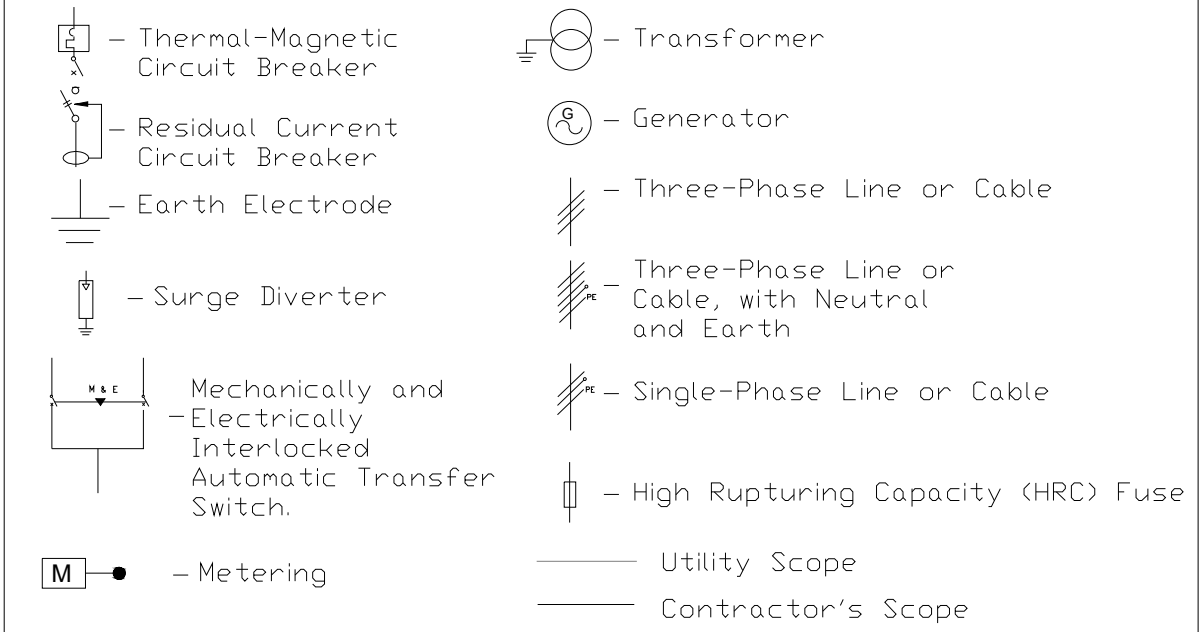 Thermal-Magnetic
Circuit Breaker
Residual Current
Circuit Breaker
Earth Electrode
Surge Diverter
M & E
Mechanically and
Electrically
Interlocked
Automatic Transfer
Switch.
M
Metering
Transformer
G
Generator
Three-Phase Line or Cable
Three-Phase Line or
Cable, with Neutral
and Earth
PE
Single-Phase Line or Cable
PE
High Rupturing Capacity (HRC) Fuse
Utility Scope
Contractor's Scope